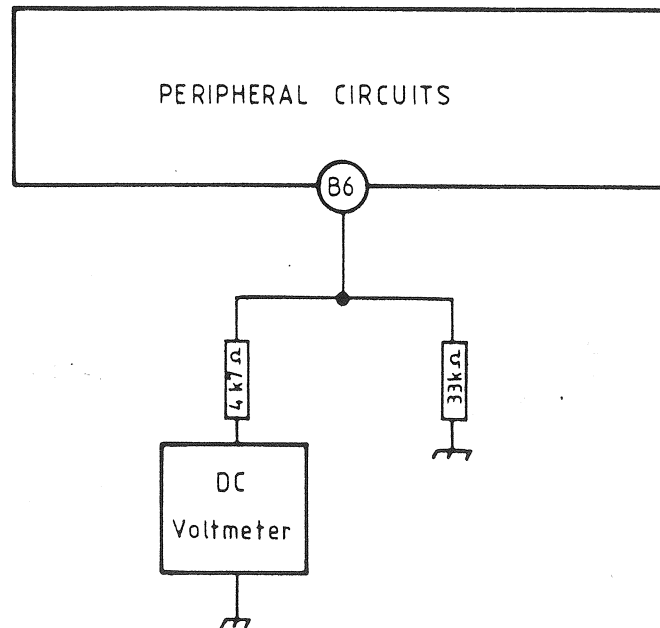 PERIPHERAL CIRCUITS
B6
4k7Ω
33kΩ
DC
Voltmeter